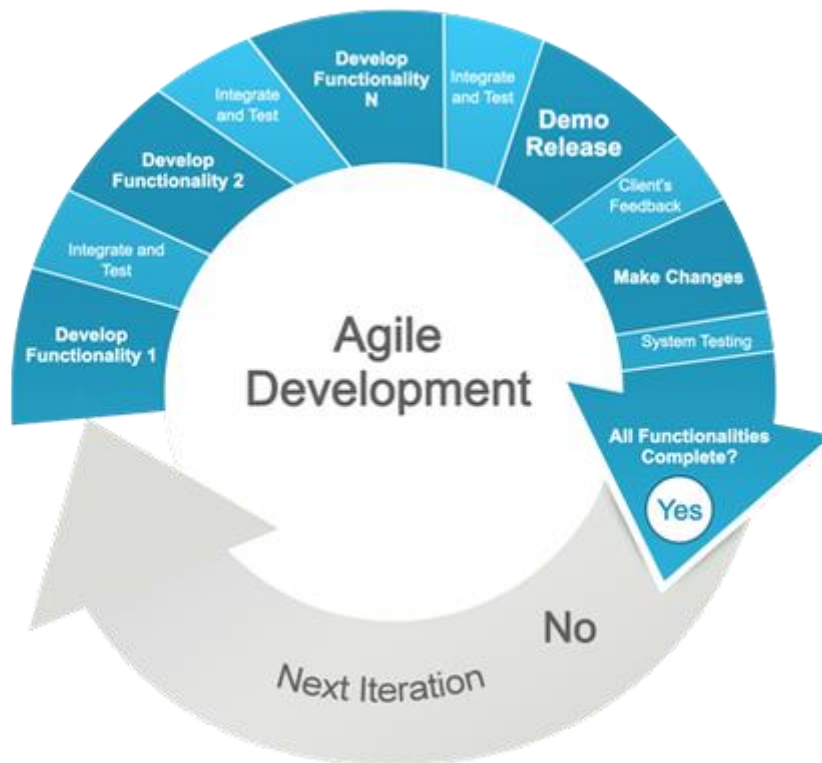 Develop
Functionality 1
Integrate and
Test
Develop
Functionality 2
Integrate
and Test
Develop
Functionality
N
Integrate
and Test
Demo
Release
Client's
Feedback
Make Changes
System Testing
All Functionalities
Complete?
Yes
No
Next Iteration
Agile
Development